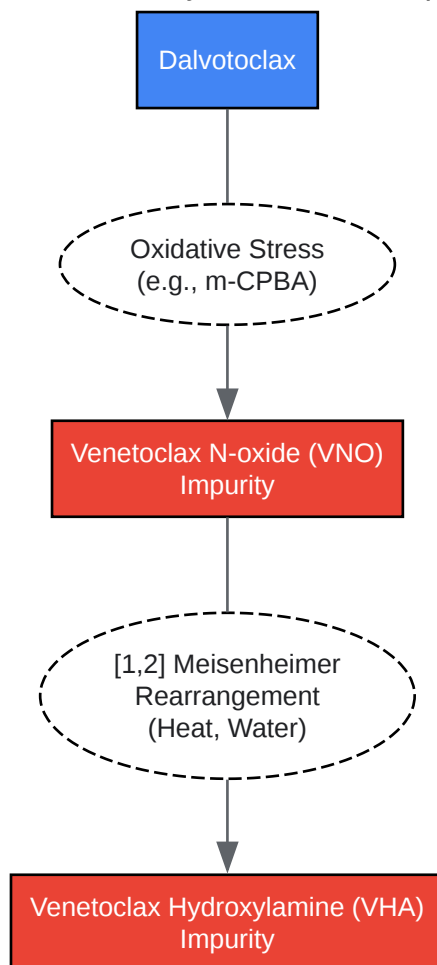 Dalvotoclax
Oxidative Stress
(e.g., m-CPBA)
Venetoclax N-oxide (VNO)
Impurity
[1,2] Meisenheimer
Rearrangement
(Heat, Water)
Venetoclax Hydroxylamine (VHA)
Impurity